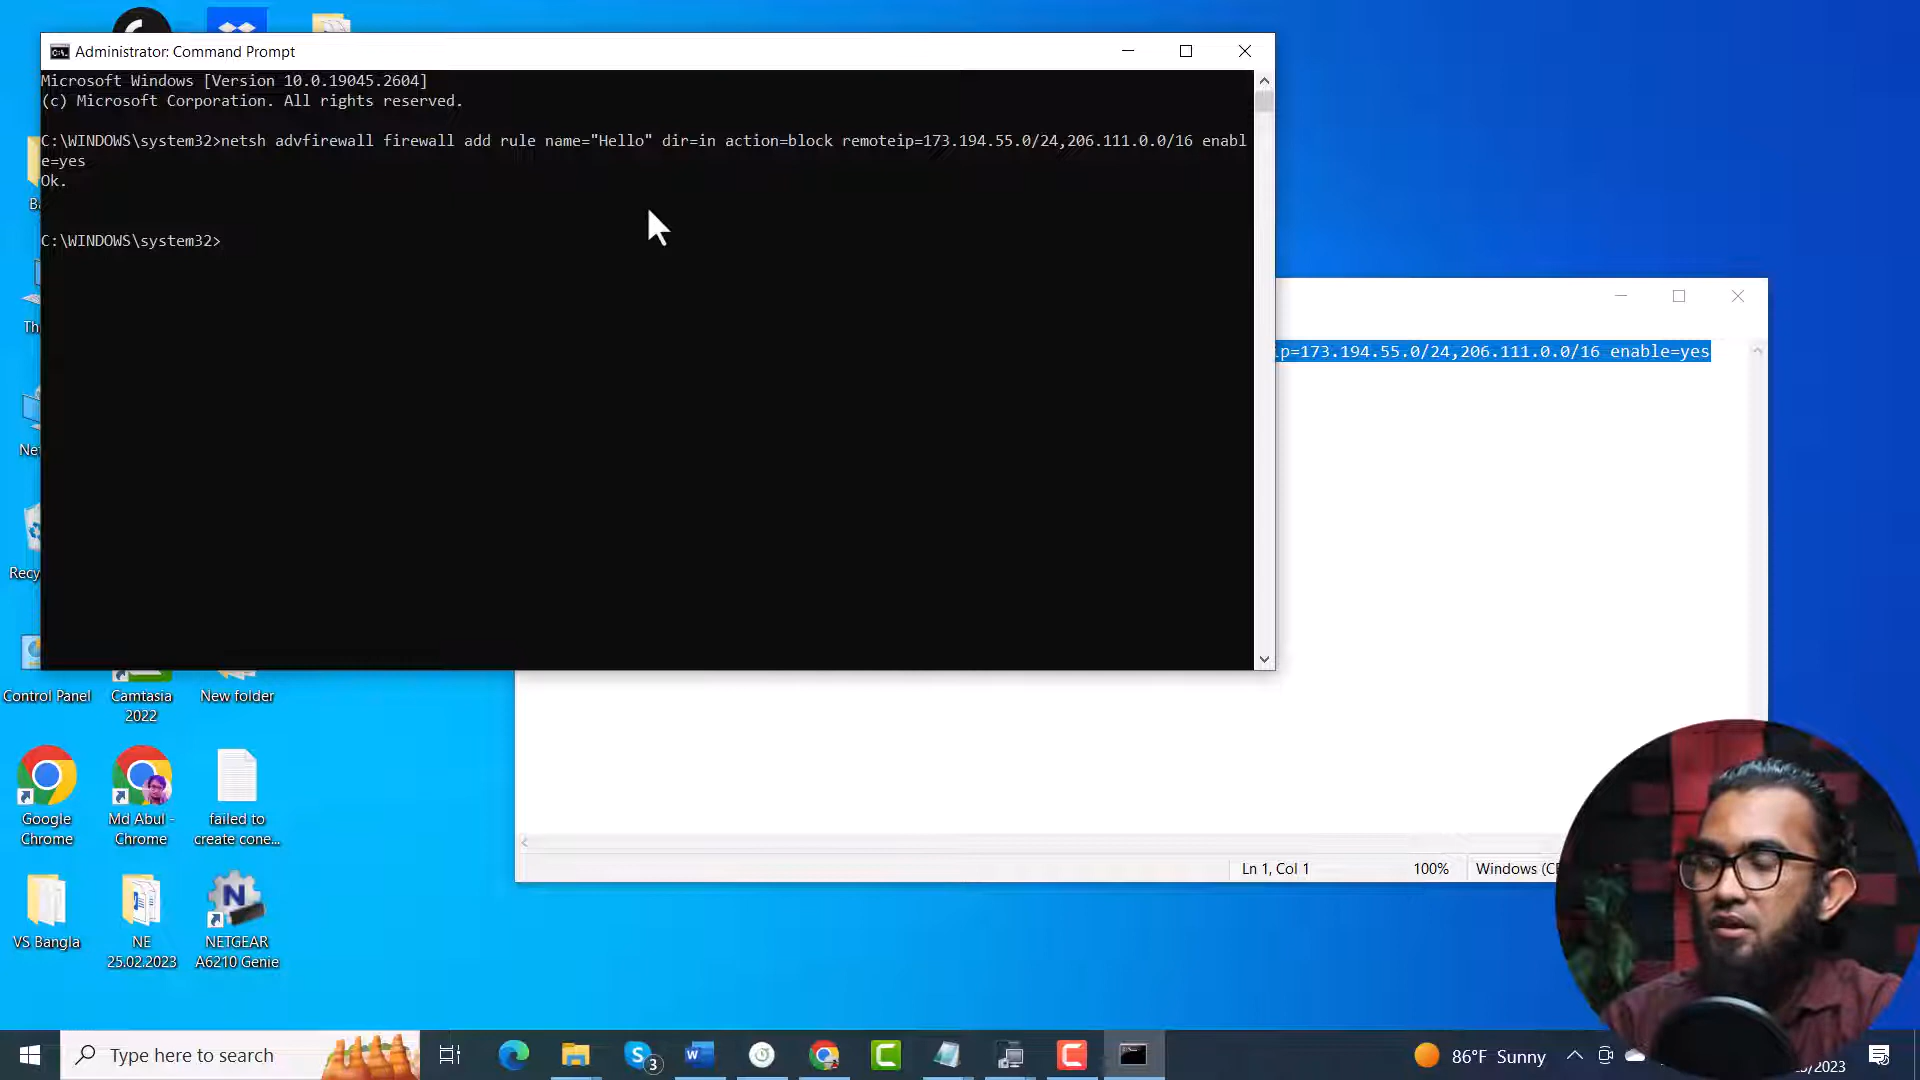 Administrator: Command Prompt
Microsoft Windows [Version 10.0.19045.2604]
(c) Microsoft Corporation. All rights reserved.
C:\WINDOWS\system32>netsh advfirewall firewall add rule name="Hello" dir=in action=block remoteip=173.194.55.0/24,206.111.0.0/16 enabl
e=yes
Ok.
C:\WINDOWS\system32>
ip=173.194.55.0/24,206.111.0.0/16 enable=yes
Control Panel
Camtasia
2022
New folder
Google
Chrome
Md Abul -
Chrome
failed to
create cone...
VS Bangla
NE
25.02.2023
NETGEAR
A6210 Genie
Ln 1, Col 1
100%
Windows (C
Type here to search
3
86°F Sunny
/2023